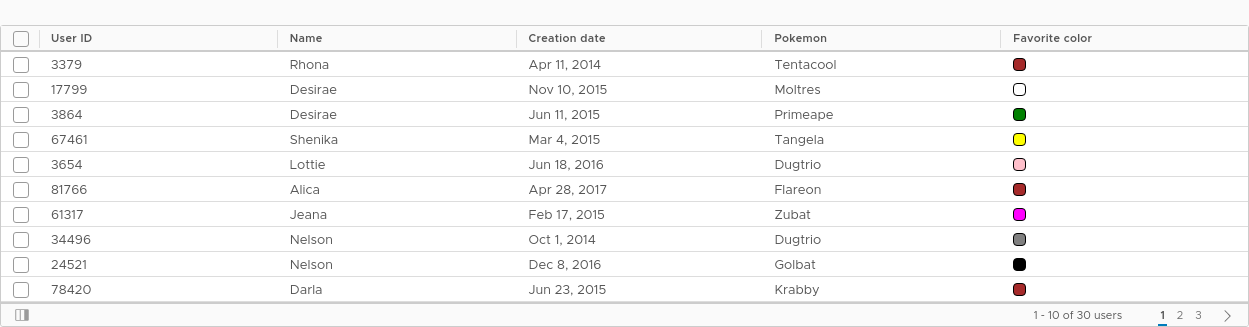 User ID Name Creation date Pokemon Favorite color
3379 Rhona Apr 11, 2014 Tentacool
17799 Desirae Nov 10, 2015 Moltres
3864 Desirae Jun 11, 2015 Primeape
67461 Shenika Mar 4, 2015 Tangela
3654 Lottie Jun 18, 2016 Dugtrio
81766 Alica Apr 28, 2017 Flareon
61317 Jeana Feb 17, 2015 Zubat
34496 Nelson Oct 1, 2014 Dugtrio
24521 Nelson Dec 8, 2016 Golbat
78420 Darla Jun 23, 2015 Krabby
1 - 10 of 30 users 1 2 3